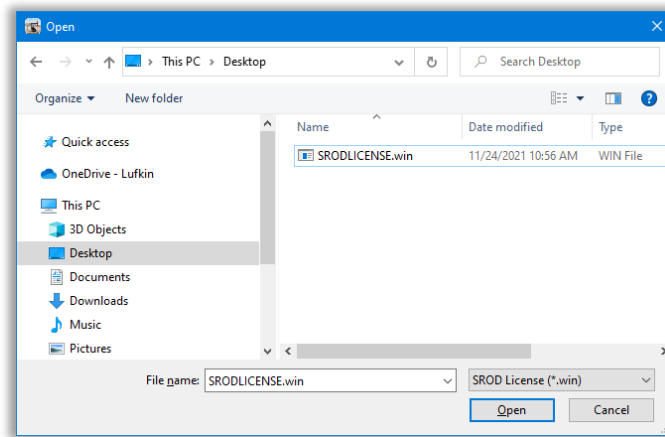 Open
This PC > Desktop
Search Desktop
Organize
New folder
?
Name Date modified Type
SRODLICENSE.win 11/24/2021 10:56 AM WIN File
Quick access
OneDrive - Lufkin
This PC
3D Objects
Desktop
Documents
Downloads
Music
Pictures
File name: SRODLICENSE.win SROD License (*.win)
Open Cancel